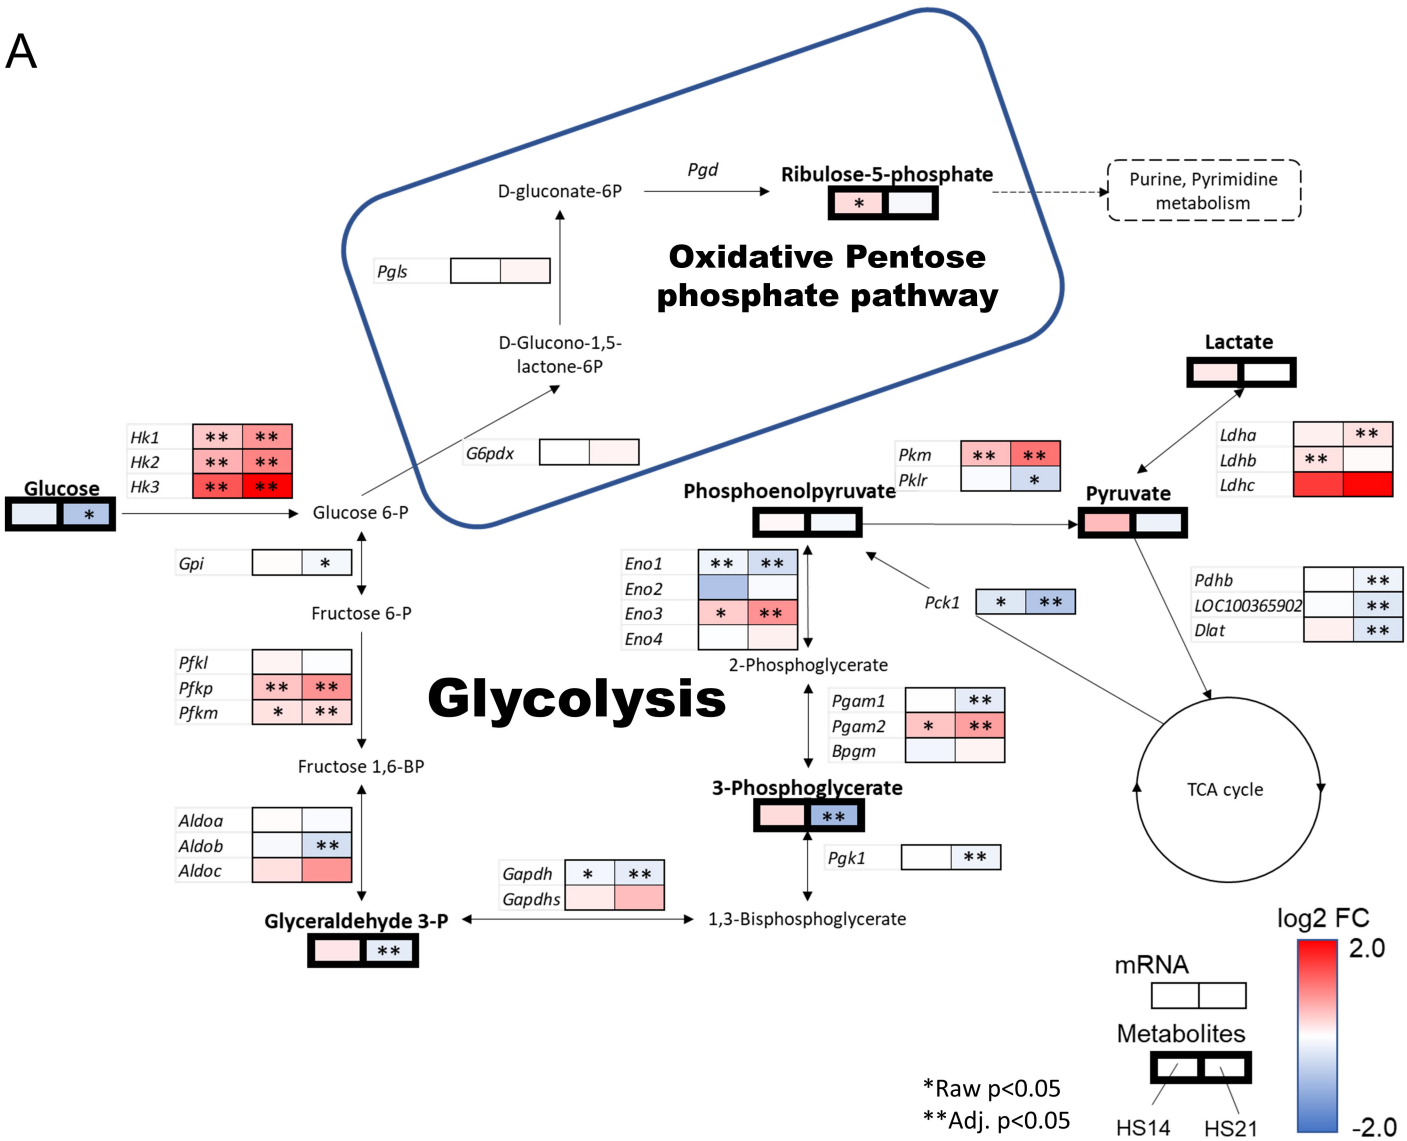 A
D-gluconate-6P
Pgd
Ribulose-5-phosphate
*
Purine, Pyrimidine
metabolism
Pgls
Oxidative Pentose
phosphate pathway
D-Glucono-1,5-
lactone-6P
Lactate
G6pdx
Hk1 ** **
Hk2 ** **
Hk3 ** **
Glucose
*
Glucose 6-P
Pkm ** **
Pklr *
Ldha **
Ldhb **
Ldhc
Phosphoenolpyruvate
Pyruvate
Gpi *
Fructose 6-P
Eno1 ** **
Eno2
Eno3 * **
Eno4
Pck1 * **
Pdhb **
LOC100365902 **
Dlat **
Pfkl
Pfkp ** **
Pfkm * **
Glycolysis
2-Phosphoglycerate
Pgam1 **
Pgam2 * **
Bpgm
Fructose 1,6-BP
3-Phosphoglycerate
**
TCA cycle
Aldoa
Aldob **
Aldoc
Pgk1 **
Gapdh * **
Gapdhs
Glyceraldehyde 3-P
**
1,3-Bisphosphoglycerate
log2 FC
2.0
-2.0
mRNA
Metabolites
HS14 HS21
*Raw p<0.05
**Adj. p<0.05